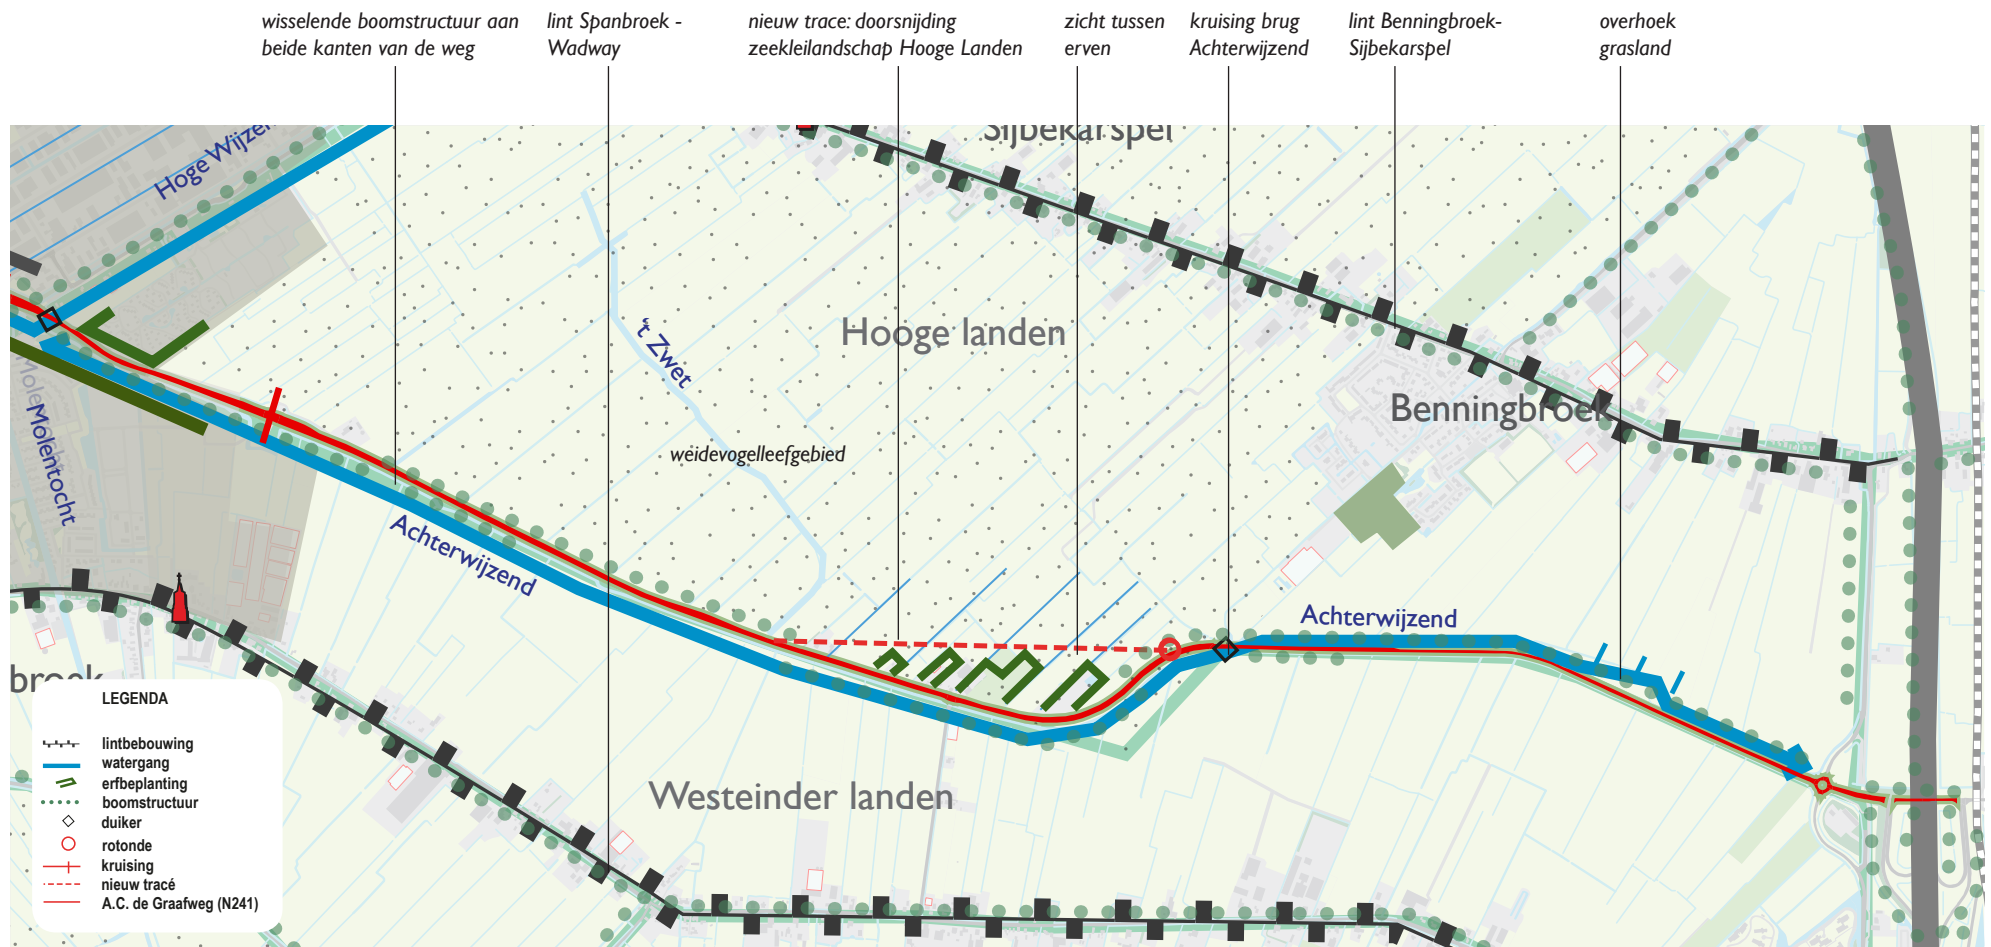 wisselende boomstructuur aan
beide kanten van de weg
lint Spanbroek -
Wadway
nieuw trace: doorsnijding
zeekleilandschap Hooge Landen
zicht tussen
erven
kruising brug
Achterwijzend
lint Benningbroek-
Sijbekarspel
overhoek
grasland
Hoge Wijzen
Sijbekarspel
Hooge landen
't Zwet
Benningbroek
weidevogelleefgebied
Molentocht
Achterwijzend
Achterwijzend
broek
Westeinder landen
LEGENDA
lintbebouwing
watergang
erfbeplanting
boomstructuur
duiker
rotonde
kruising
nieuw tracé
A.C. de Graafweg (N241)